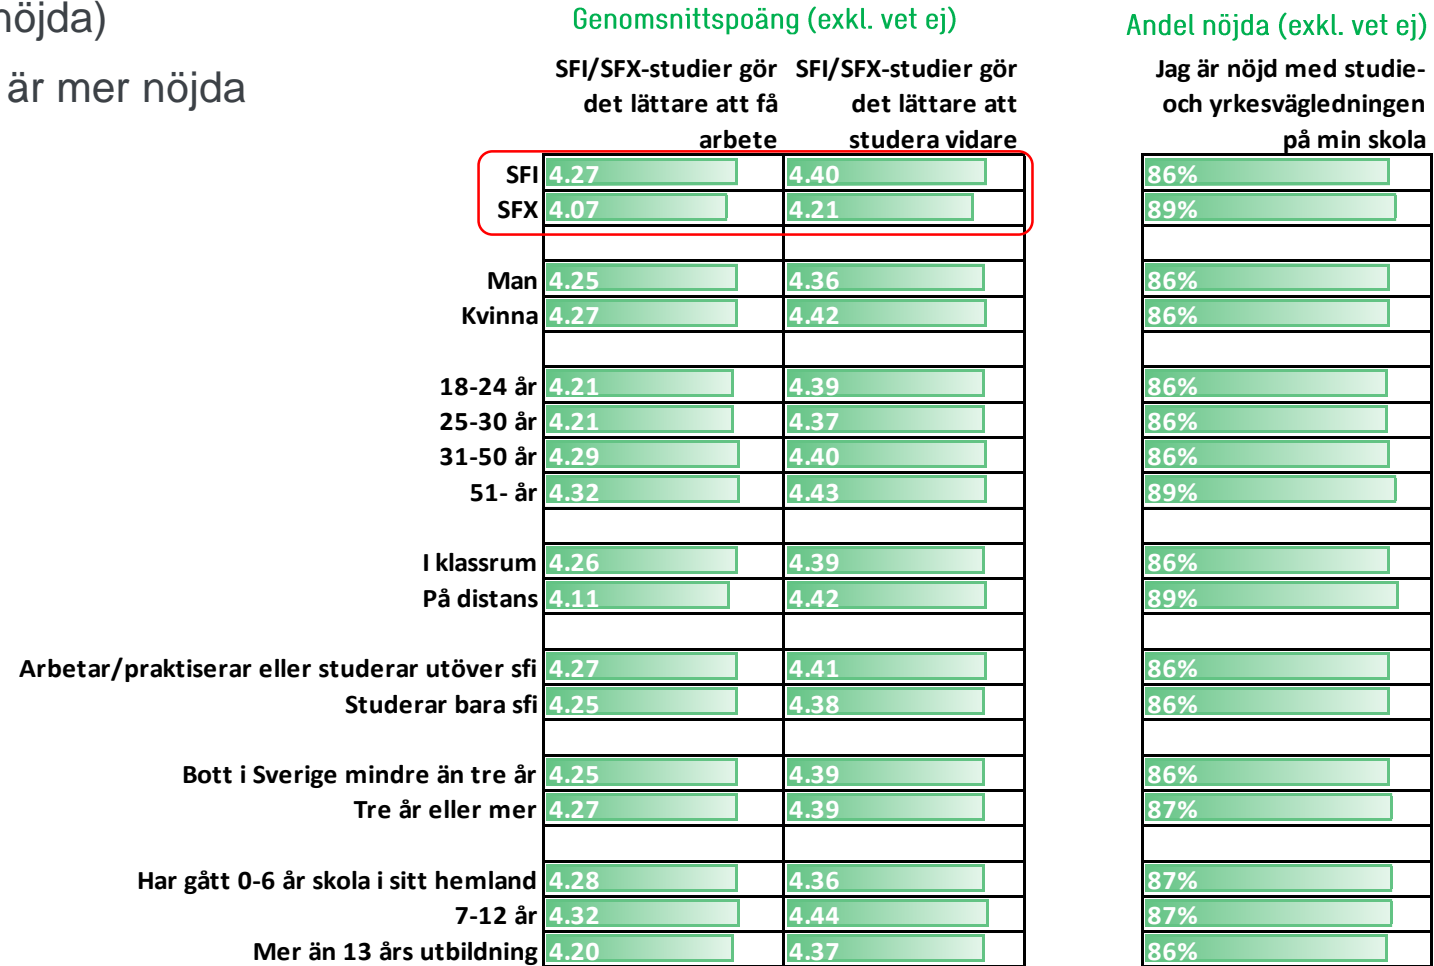 nöjda)
är mer nöjda
Genomsnittspoäng (exkl. vet ej)
Andel nöjda (exkl. vet ej)
SFI/SFX-studier gör
det lättare att få
arbete
SFI/SFX-studier gör
det lättare att
studera vidare
Jag är nöjd med studie-
och yrkesvägledningen
på min skola
SFI 4.27 4.40 86%
SFX 4.07 4.21 89%
Man 4.25 4.36 86%
Kvinna 4.27 4.42 86%
18-24 år 4.21 4.39 86%
25-30 år 4.21 4.37 86%
31-50 år 4.29 4.40 86%
51- år 4.32 4.43 89%
I klassrum 4.26 4.39 86%
På distans 4.11 4.42 89%
Arbetar/praktiserar eller studerar utöver sfi 4.27 4.41 86%
Studerar bara sfi 4.25 4.38 86%
Bott i Sverige mindre än tre år 4.25 4.39 86%
Tre år eller mer 4.27 4.39 87%
Har gått 0-6 år skola i sitt hemland 4.28 4.36 87%
7-12 år 4.32 4.44 87%
Mer än 13 års utbildning 4.20 4.37 86%